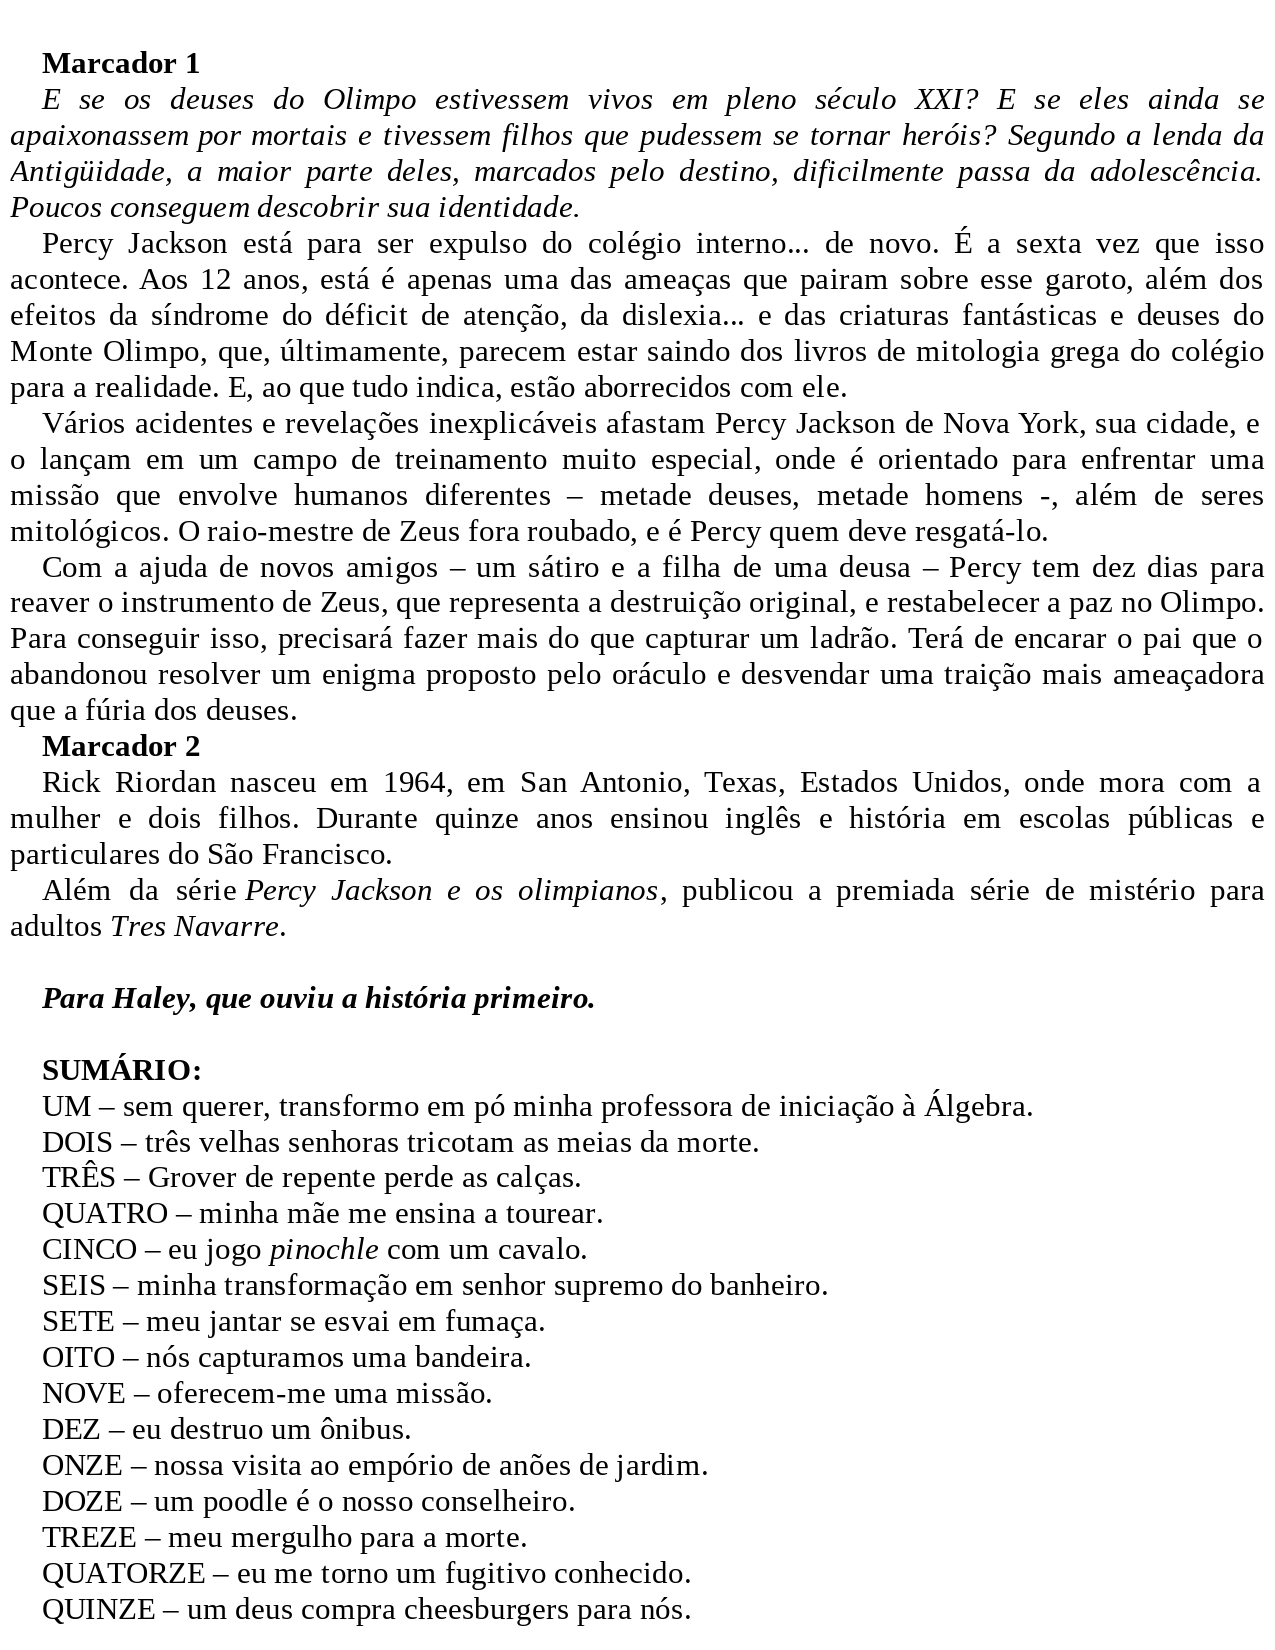 Marcador 1
E se os deuses do Olimpo estivessem vivos em pleno século XXI? E se eles ainda se
apaixonassem por mortais e tivessem filhos que pudessem se tornar heróis? Segundo a lenda da
Antigüidade, a maior parte deles, marcados pelo destino, dificilmente passa da adolescência.
Poucos conseguem descobrir sua identidade.
Percy Jackson está para ser expulso do colégio interno... de novo. É a sexta vez que isso
acontece. Aos 12 anos, está é apenas uma das ameaças que pairam sobre esse garoto, além dos
efeitos da síndrome do déficit de atenção, da dislexia... e das criaturas fantásticas e deuses do
Monte Olimpo, que, últimamente, parecem estar saindo dos livros de mitologia grega do colégio
para a realidade. E, ao que tudo indica, estão aborrecidos com ele.
Vários acidentes e revelações inexplicáveis afastam Percy Jackson de Nova York, sua cidade, e
o lançam em um campo de treinamento muito especial, onde é orientado para enfrentar uma
missão que envolve humanos diferentes – metade deuses, metade homens -, além de seres
mitológicos. O raio-mestre de Zeus fora roubado, e é Percy quem deve resgatá-lo.
Com a ajuda de novos amigos – um sátiro e a filha de uma deusa – Percy tem dez dias para
reaver o instrumento de Zeus, que representa a destruição original, e restabelecer a paz no Olimpo.
Para conseguir isso, precisará fazer mais do que capturar um ladrão. Terá de encarar o pai que o
abandonou resolver um enigma proposto pelo oráculo e desvendar uma traição mais ameaçadora
que a fúria dos deuses.
Marcador 2
Rick Riordan nasceu em 1964, em San Antonio, Texas, Estados Unidos, onde mora com a
mulher e dois filhos. Durante quinze anos ensinou inglês e história em escolas públicas e
particulares do São Francisco.
Além da série Percy Jackson e os olimpianos, publicou a premiada série de mistério para
adultos Tres Navarre.
Para Haley, que ouviu a história primeiro.
SUMÁRIO:
UM – sem querer, transformo em pó minha professora de iniciação à Álgebra.
DOIS – três velhas senhoras tricotam as meias da morte.
TRÊS – Grover de repente perde as calças.
QUATRO – minha mãe me ensina a tourear.
CINCO – eu jogo pinochle com um cavalo.
SEIS – minha transformação em senhor supremo do banheiro.
SETE – meu jantar se esvai em fumaça.
OITO – nós capturamos uma bandeira.
NOVE – oferecem-me uma missão.
DEZ – eu destruo um ônibus.
ONZE – nossa visita ao empório de anões de jardim.
DOZE – um poodle é o nosso conselheiro.
TREZE – meu mergulho para a morte.
QUATORZE – eu me torno um fugitivo conhecido.
QUINZE – um deus compra cheesburgers para nós.